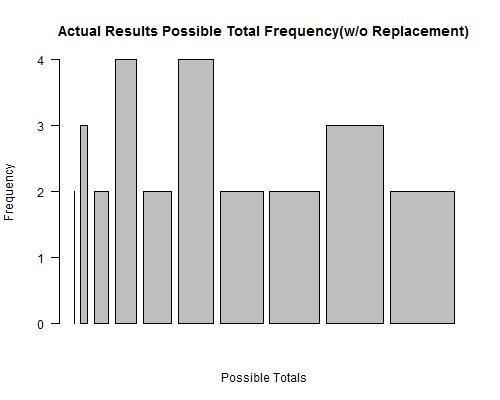 Actual Results Possible Total Frequency(w/o Replacement)
4
3
2
1
0
Frequency
Possible Totals